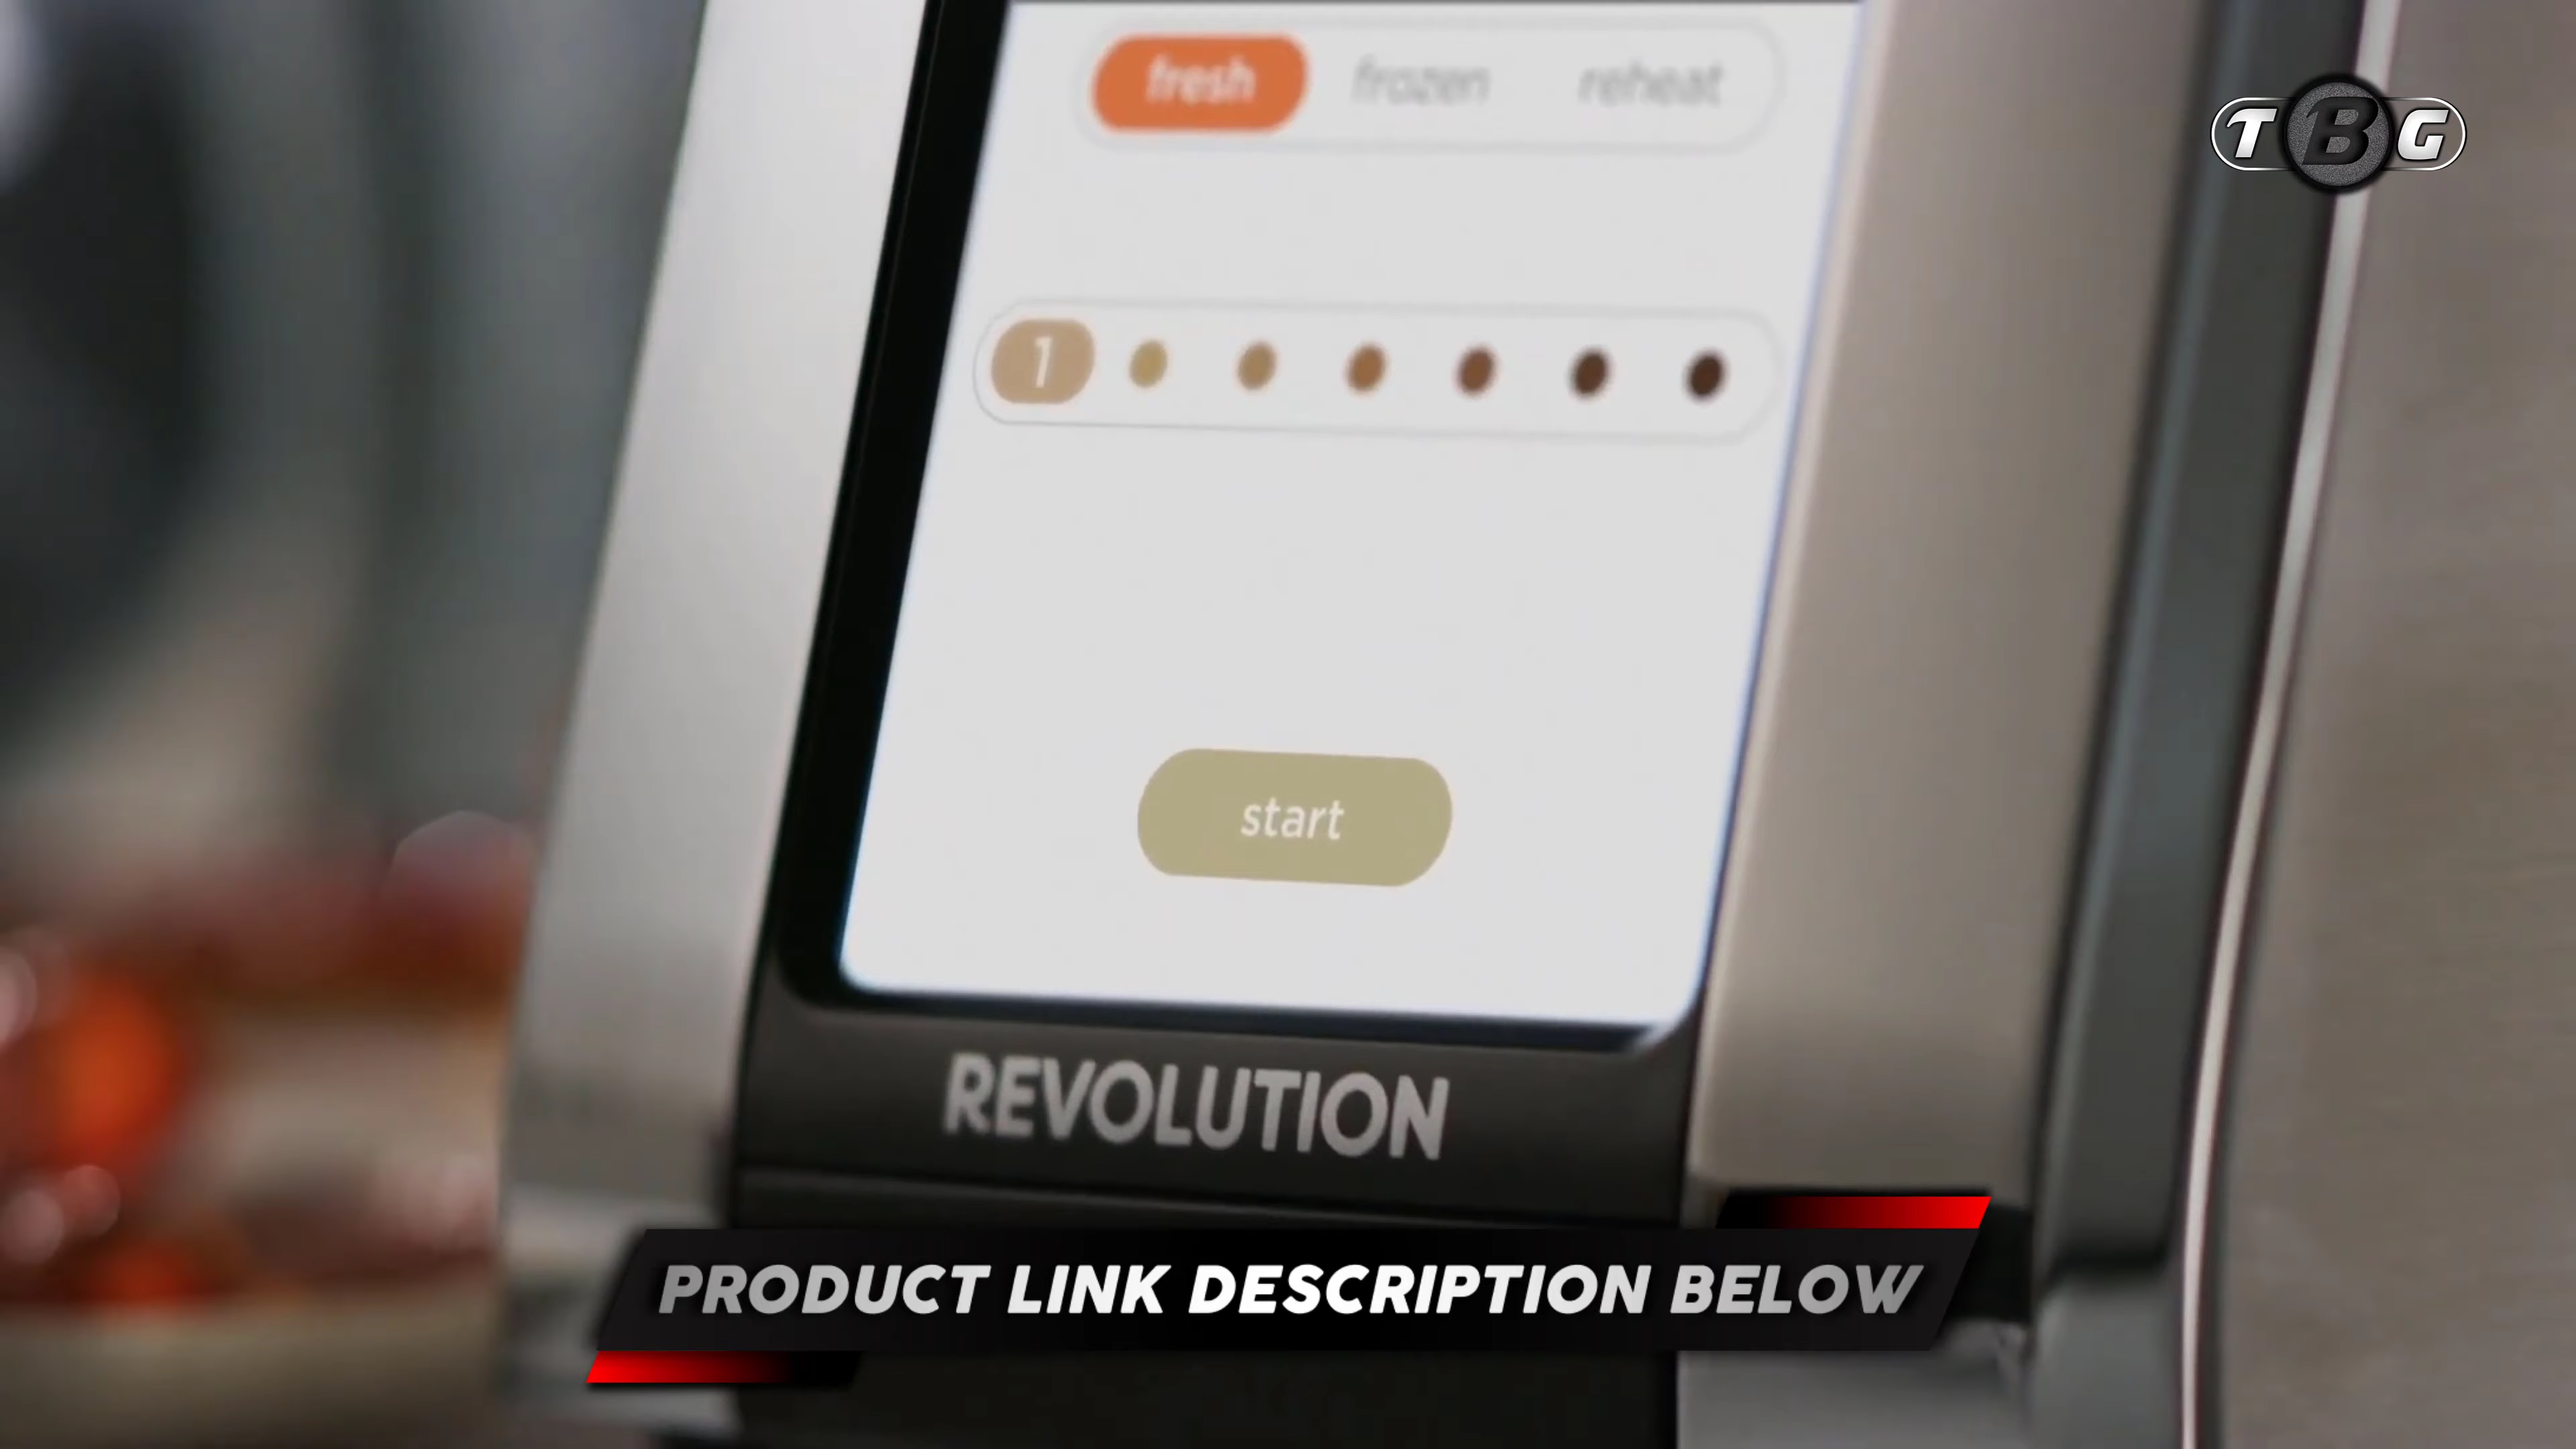 fresh frozen reheat
TBG
1
start
REVOLUTION
PRODUCT LINK DESCRIPTION BELOW